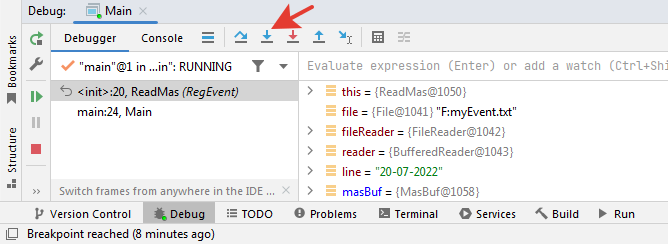 Debug: Main
Debugger Console
"main"@1 in ...in": RUNNING
Evaluate expression (Enter) or add a watch (Ctrl+Shi
<init>:20, ReadMas (RegEvent)
main:24, Main
this = {ReadMas@1050}
file = {File@1041} "F:myEvent.txt"
fileReader = {FileReader@1042}
reader = {BufferedReader@1043}
line = "20-07-2022"
masBuf = {MasBuf@1058}
Switch frames from anywhere in the IDE ...
Bookmarks
Structure
Version Control Debug TODO Problems Terminal Services Build Run
Breakpoint reached (8 minutes ago)